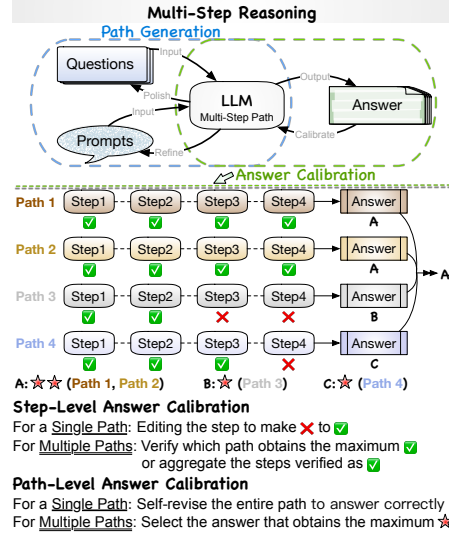 Multi-Step Reasoning
Path Generation
Input
Questions
Output
Polish
LLM
Multi-Step Path
Answer
Input
Calibrate
Prompts
Refine
Answer Calibration
Path 1 Step1 Step2 Step3 Step4 Answer
A
Path 2 Step1 Step2 Step3 Step4 Answer
A
A
Path 3 Step1 Step2 Step3 Step4 Answer
B
Path 4 Step1 Step2 Step3 Step4 Answer
C
A: ★★ (Path 1, Path 2) B: ★ (Path 3) C: ★ (Path 4)
Step-Level Answer Calibration
For a Single Path: Editing the step to make ❌ to ✅
For Multiple Paths: Verify which path obtains the maximum ✅
or aggregate the steps verified as ✅
Path-Level Answer Calibration
For a Single Path: Self-revise the entire path to answer correctly
For Multiple Paths: Select the answer that obtains the maximum ★